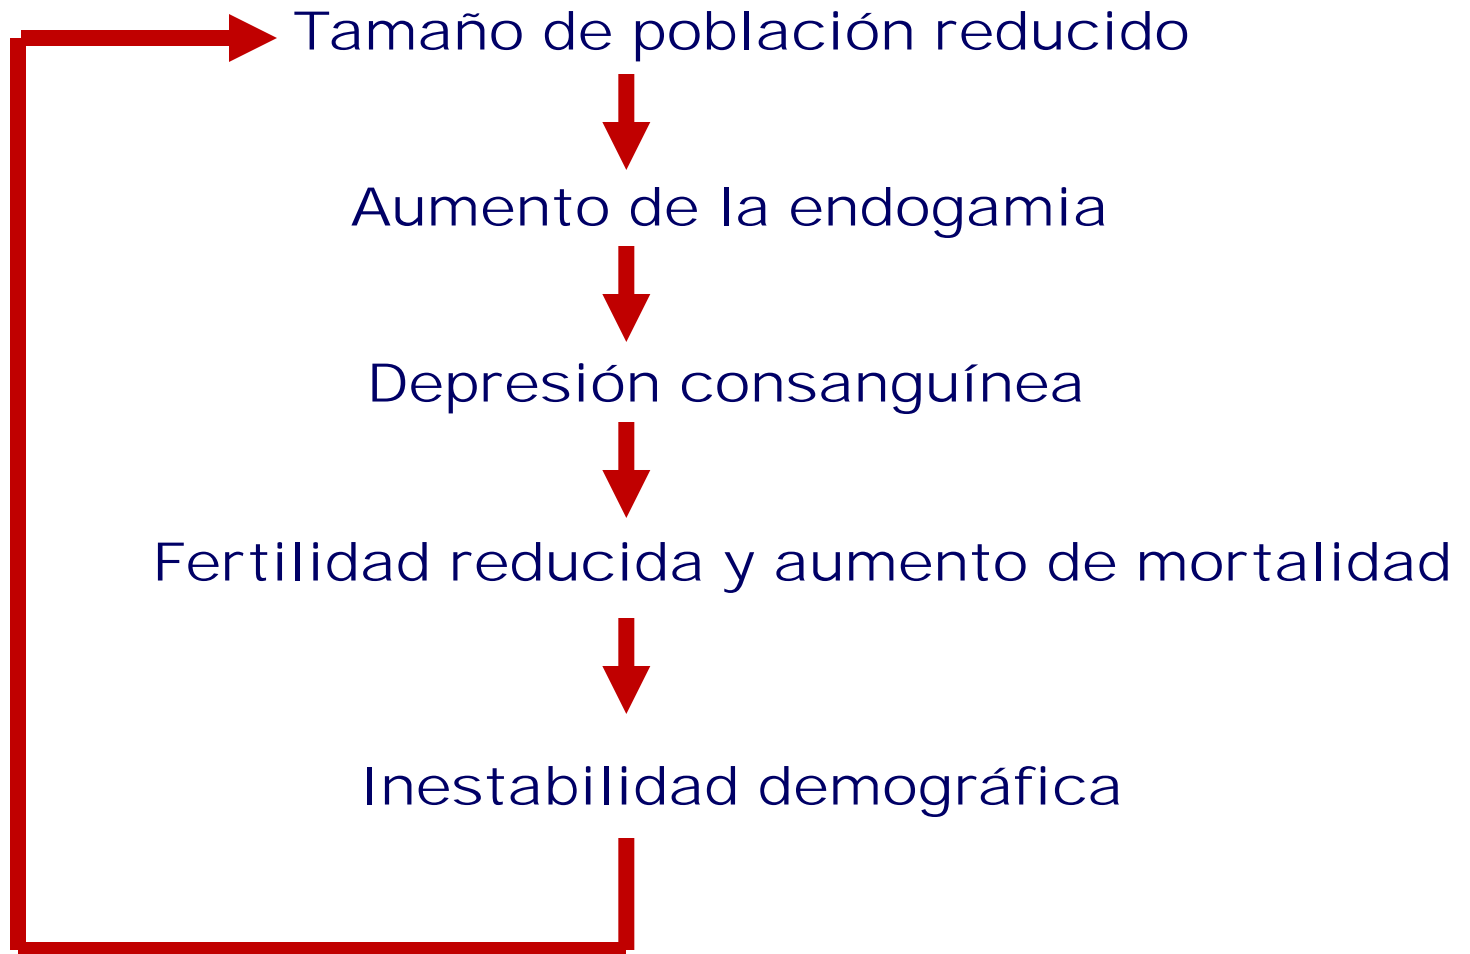 Tamaño de población reducido
Aumento de la endogamia
Depresión consanguínea
Fertilidad reducida y aumento de mortalidad
Inestabilidad demográfica